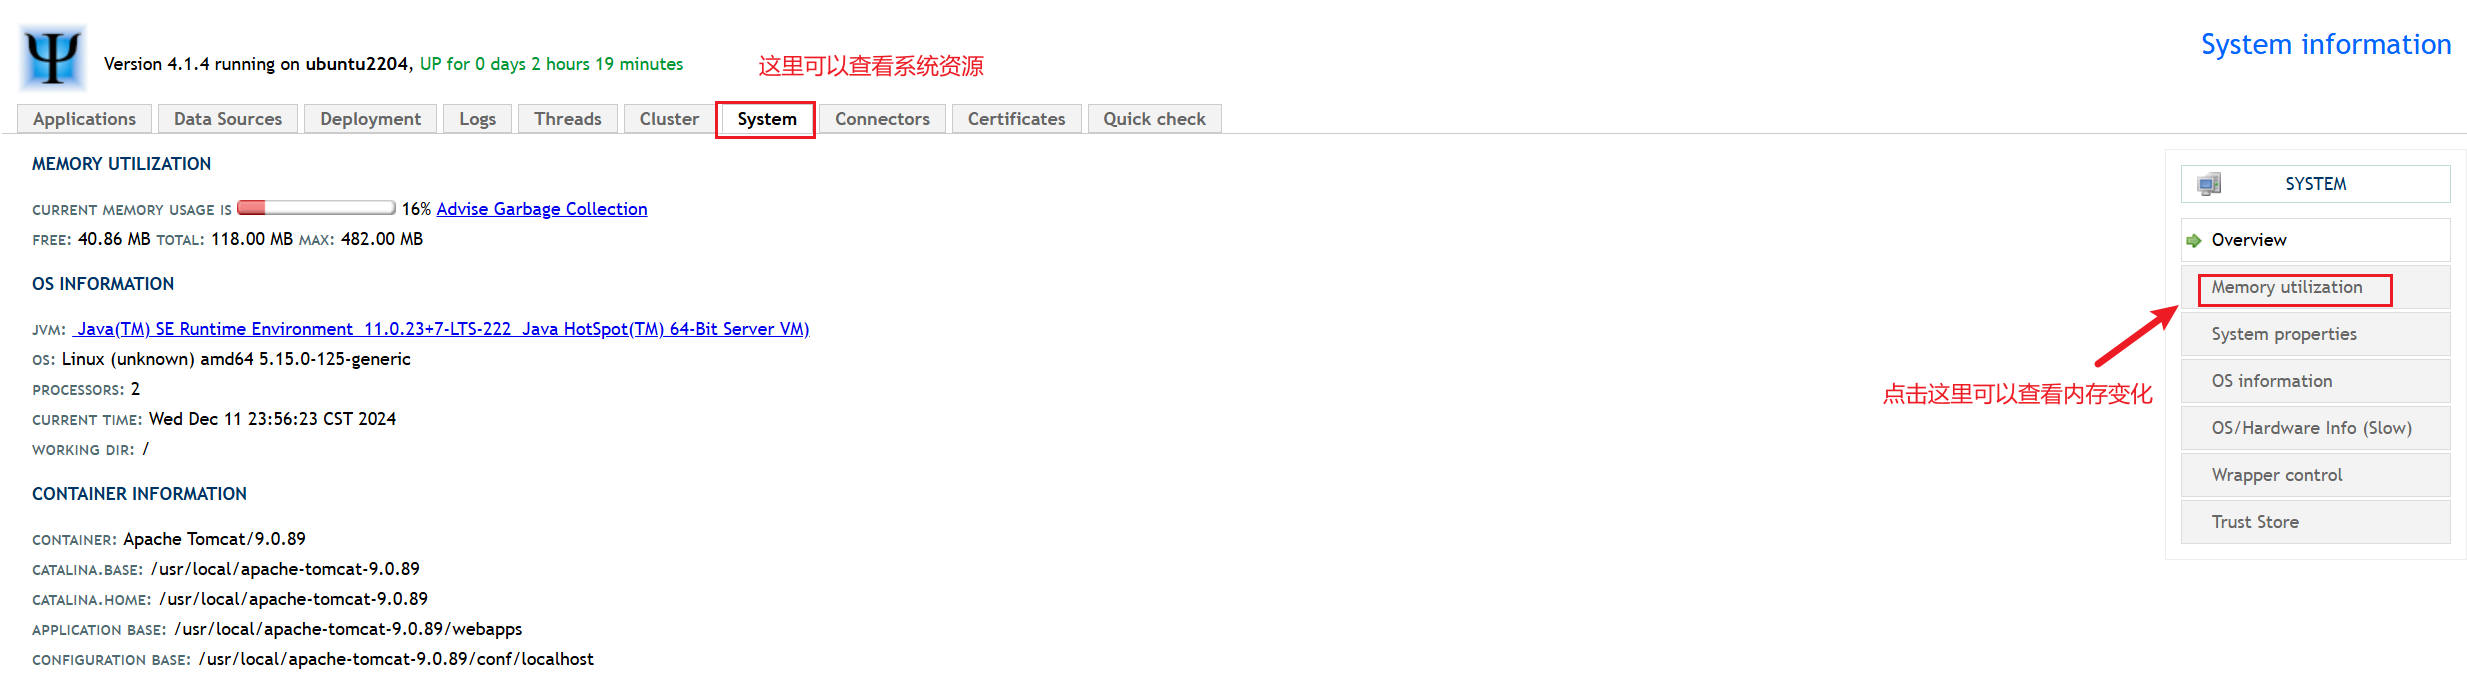 System information
Version 4.1.4 running on ubuntu2204, UP for 0 days 2 hours 19 minutes
这里可以查看系统资源
Applications Data Sources Deployment Logs Threads Cluster System Connectors Certificates Quick check
MEMORY UTILIZATION
CURRENT MEMORY USAGE IS 16% Advise Garbage Collection
FREE: 40.86 MB TOTAL: 118.00 MB MAX: 482.00 MB
OS INFORMATION
JVM: Java(TM) SE Runtime Environment 11.0.23+7-LTS-222 Java HotSpot(TM) 64-Bit Server VM)
OS: Linux (unknown) amd64 5.15.0-125-generic
PROCESSORS: 2
CURRENT TIME: Wed Dec 11 23:56:23 CST 2024
WORKING DIR: /
CONTAINER INFORMATION
CONTAINER: Apache Tomcat/9.0.89
CATALINA.BASE: /usr/local/apache-tomcat-9.0.89
CATALINA.HOME: /usr/local/apache-tomcat-9.0.89
APPLICATION BASE: /usr/local/apache-tomcat-9.0.89/webapps
CONFIGURATION BASE: /usr/local/apache-tomcat-9.0.89/conf/localhost
SYSTEM
Overview
Memory utilization
System properties
OS information
OS/Hardware Info (Slow)
Wrapper control
Trust Store
点击这里可以查看内存变化